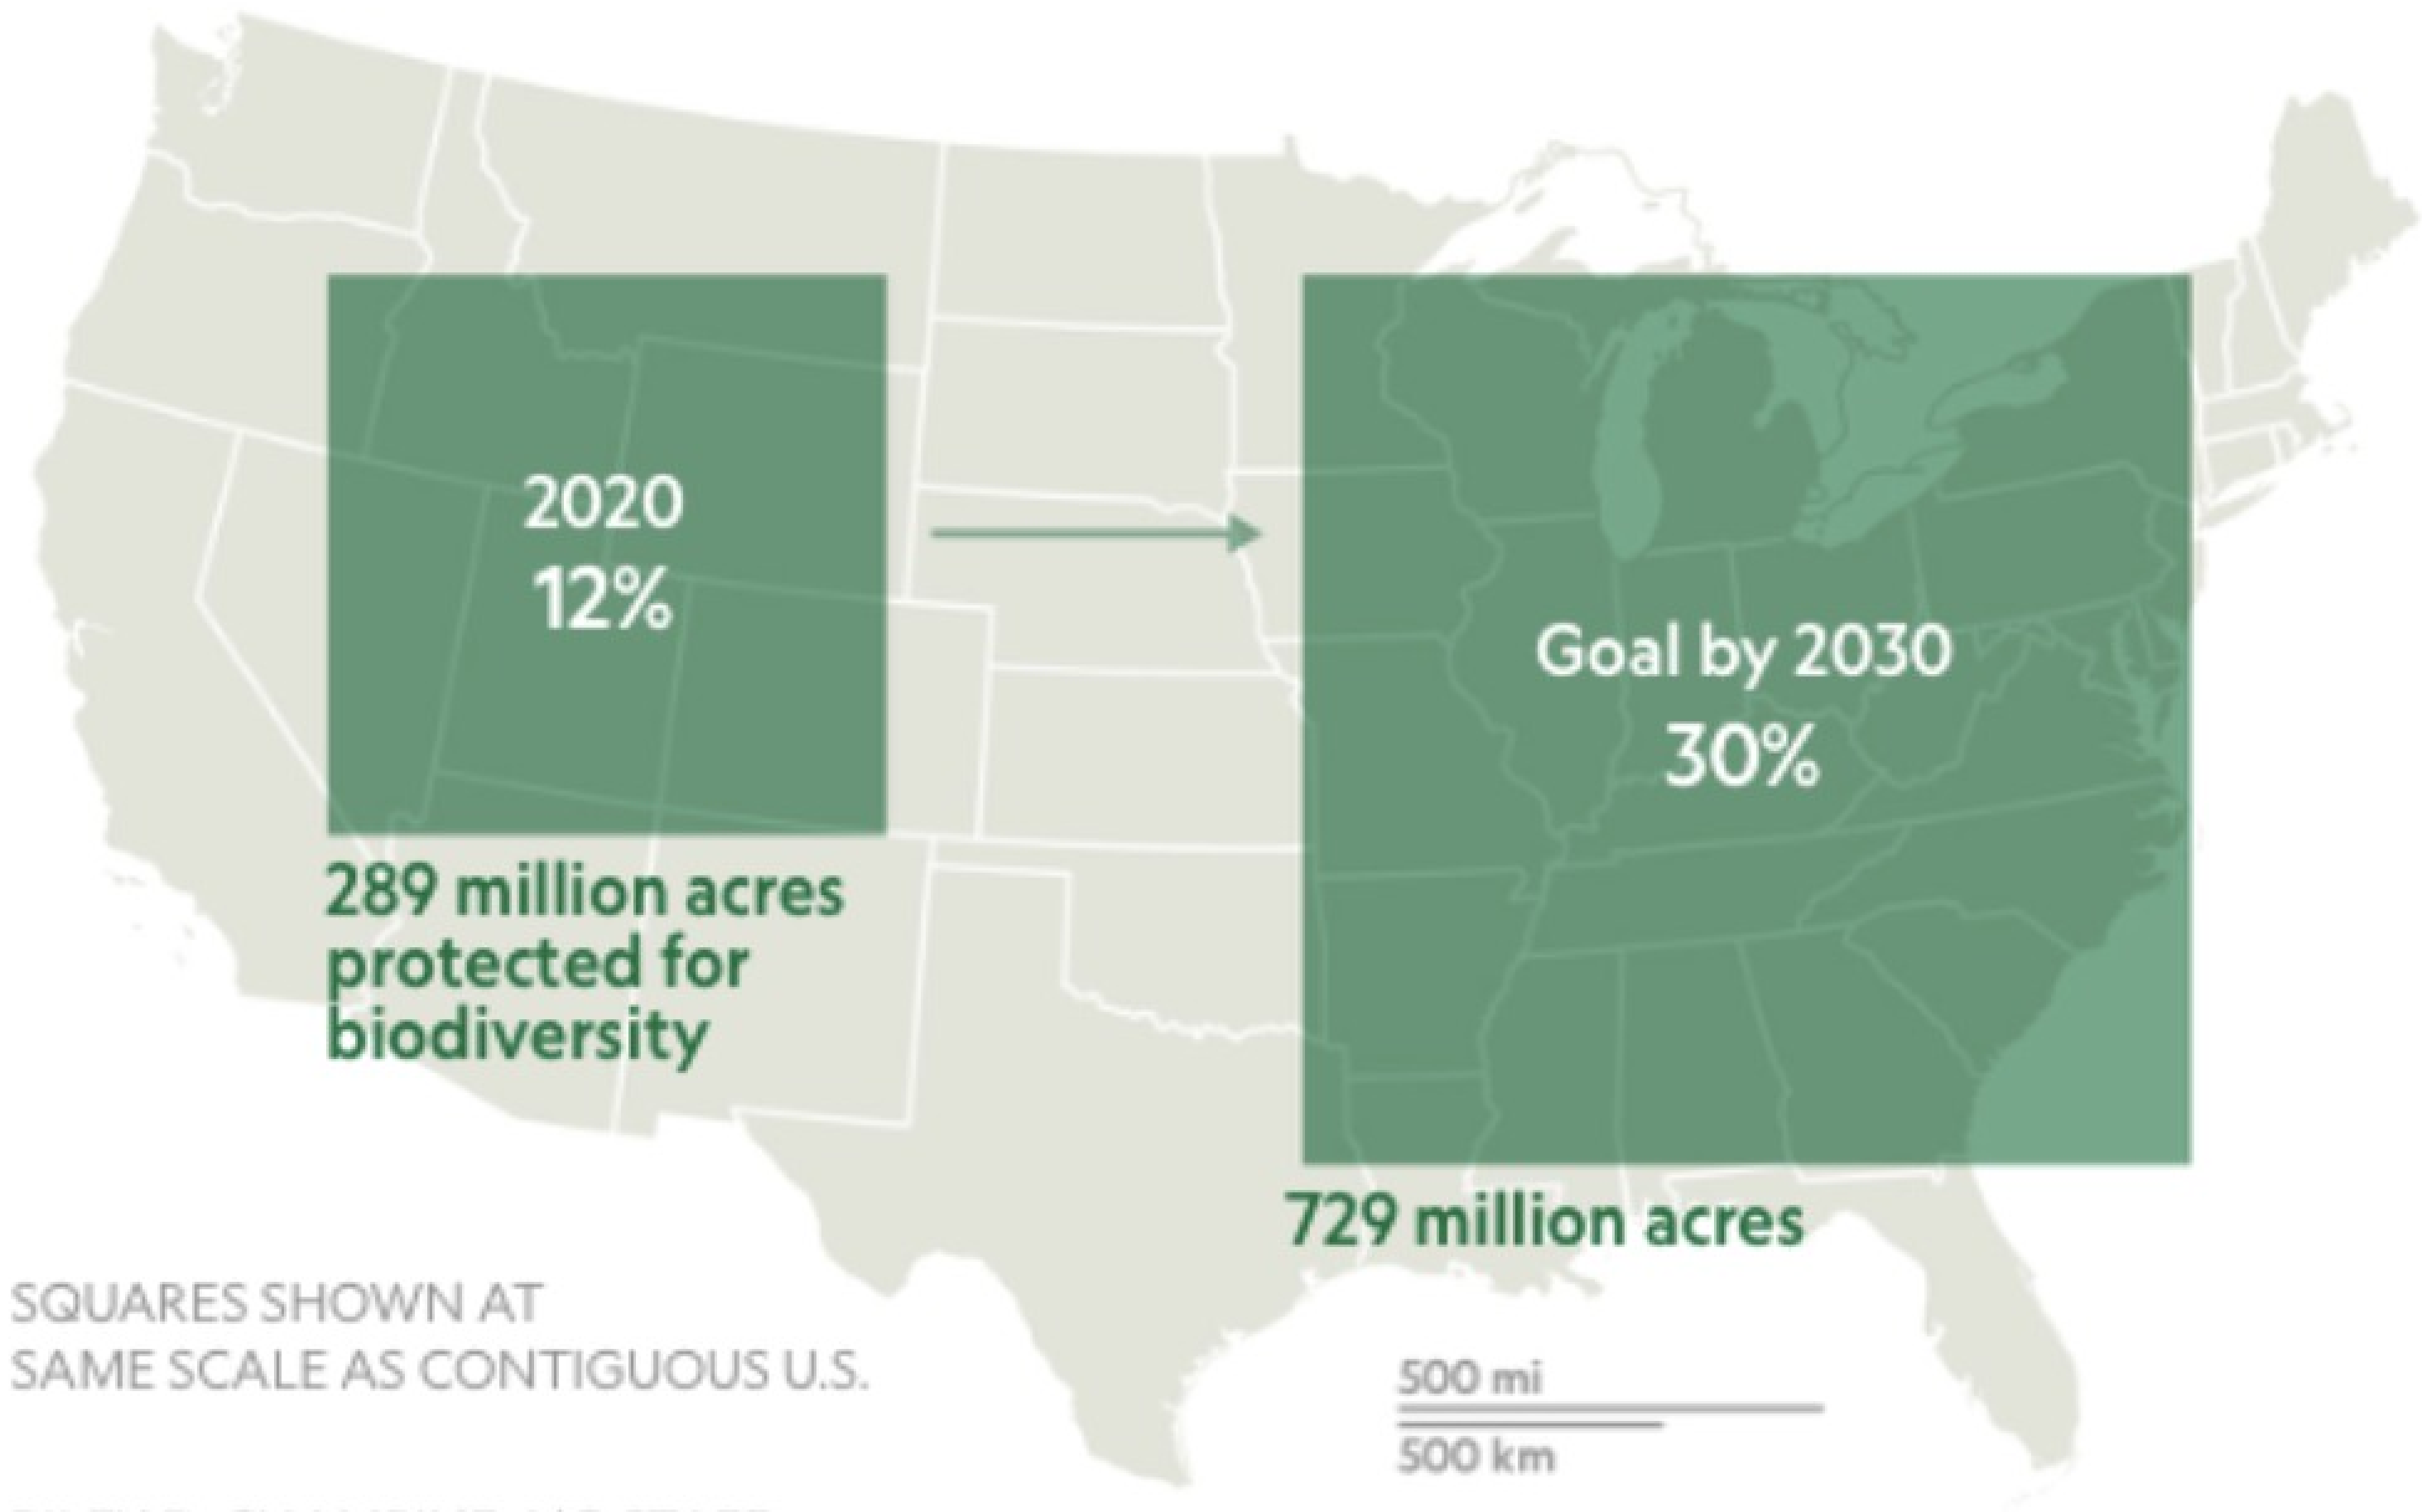 2020
12%
289 million acres
protected for
biodiversity
Goal by 2030
30%
729 million acres
SQUARES SHOWN AT
SAME SCALE AS CONTIGUOUS U.S.
500 mi
500 km